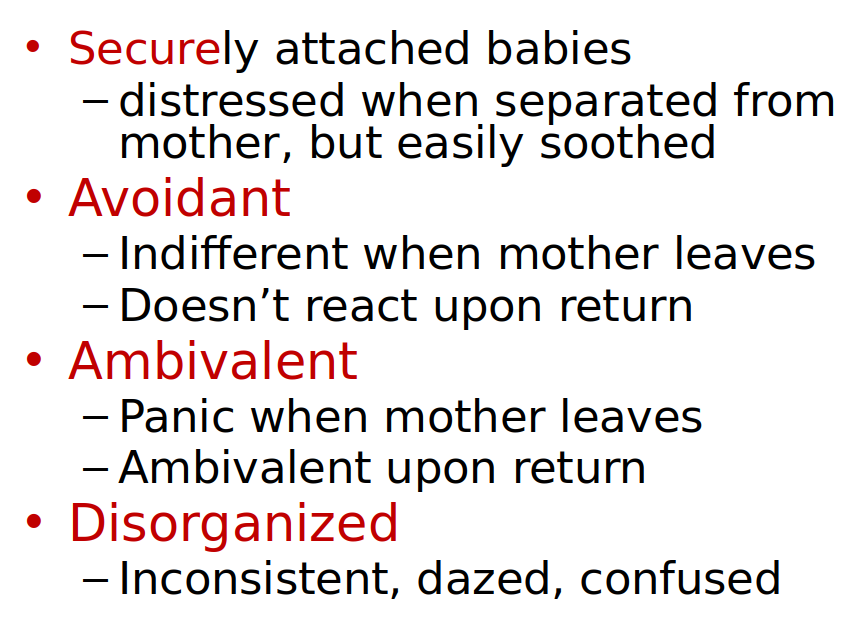 • Securely attached babies
– distressed when separated from
mother, but easily soothed
• Avoidant
– Indifferent when mother leaves
– Doesn’t react upon return
• Ambivalent
– Panic when mother leaves
– Ambivalent upon return
• Disorganized
– Inconsistent, dazed, confused